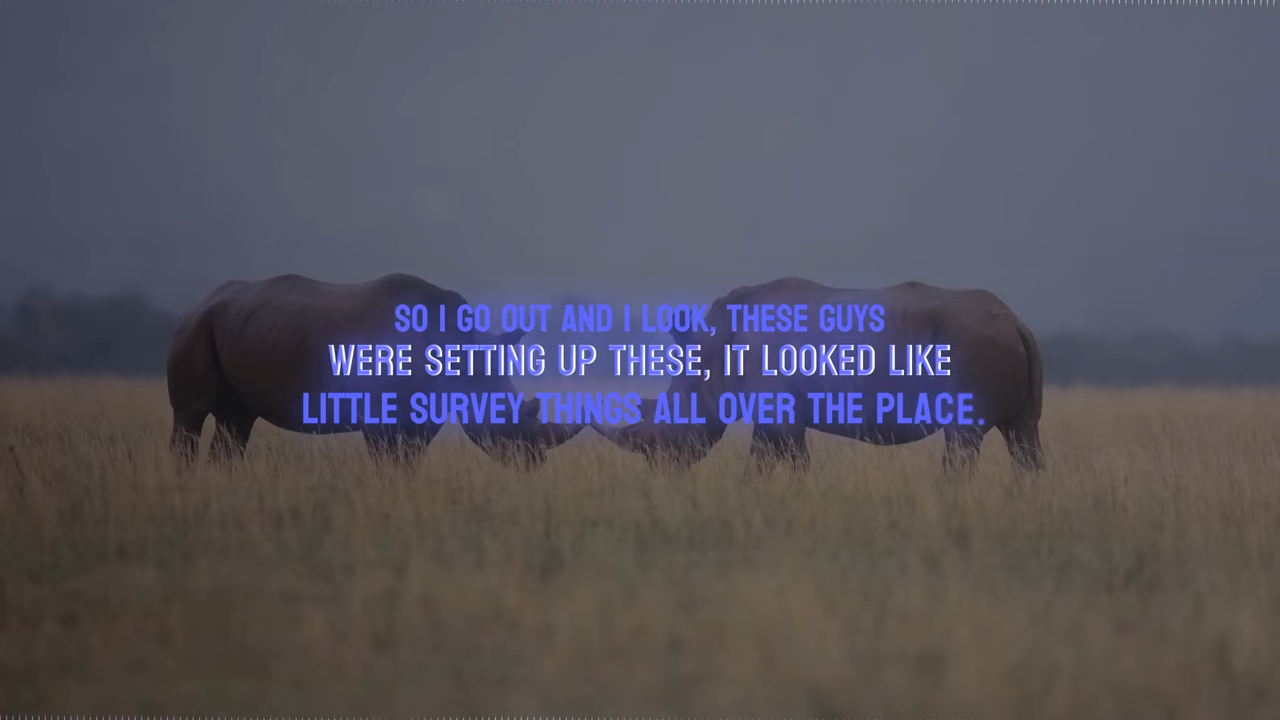 SO I GO OUT AND I LOOK, THESE GUYS
WERE SETTING UP THESE, IT LOOKED LIKE
LITTLE SURVEY THINGS ALL OVER THE PLACE.